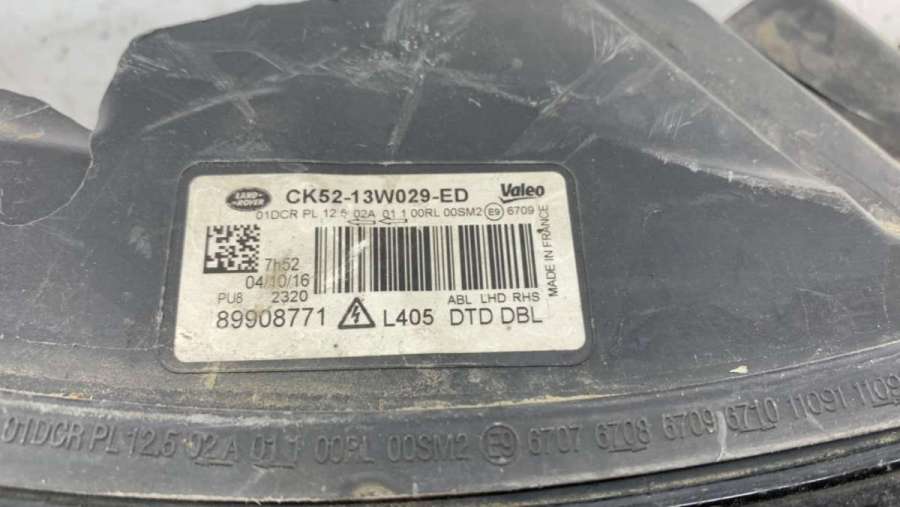 LAND-ROVER
CK52-13W029-ED
Valeo
01DCR PL 12.5 02A 01 1 00RL 00SM2 E9 6709
7h52
04/10/16
PU8 2320
ABL LHD RHS
MADE IN FRANCE
89908771 L405 DTD DBL
01DCR PL 12.5 02 A 01 1 00RL 00SM2 E9 6707 6708 6709 6710 11091